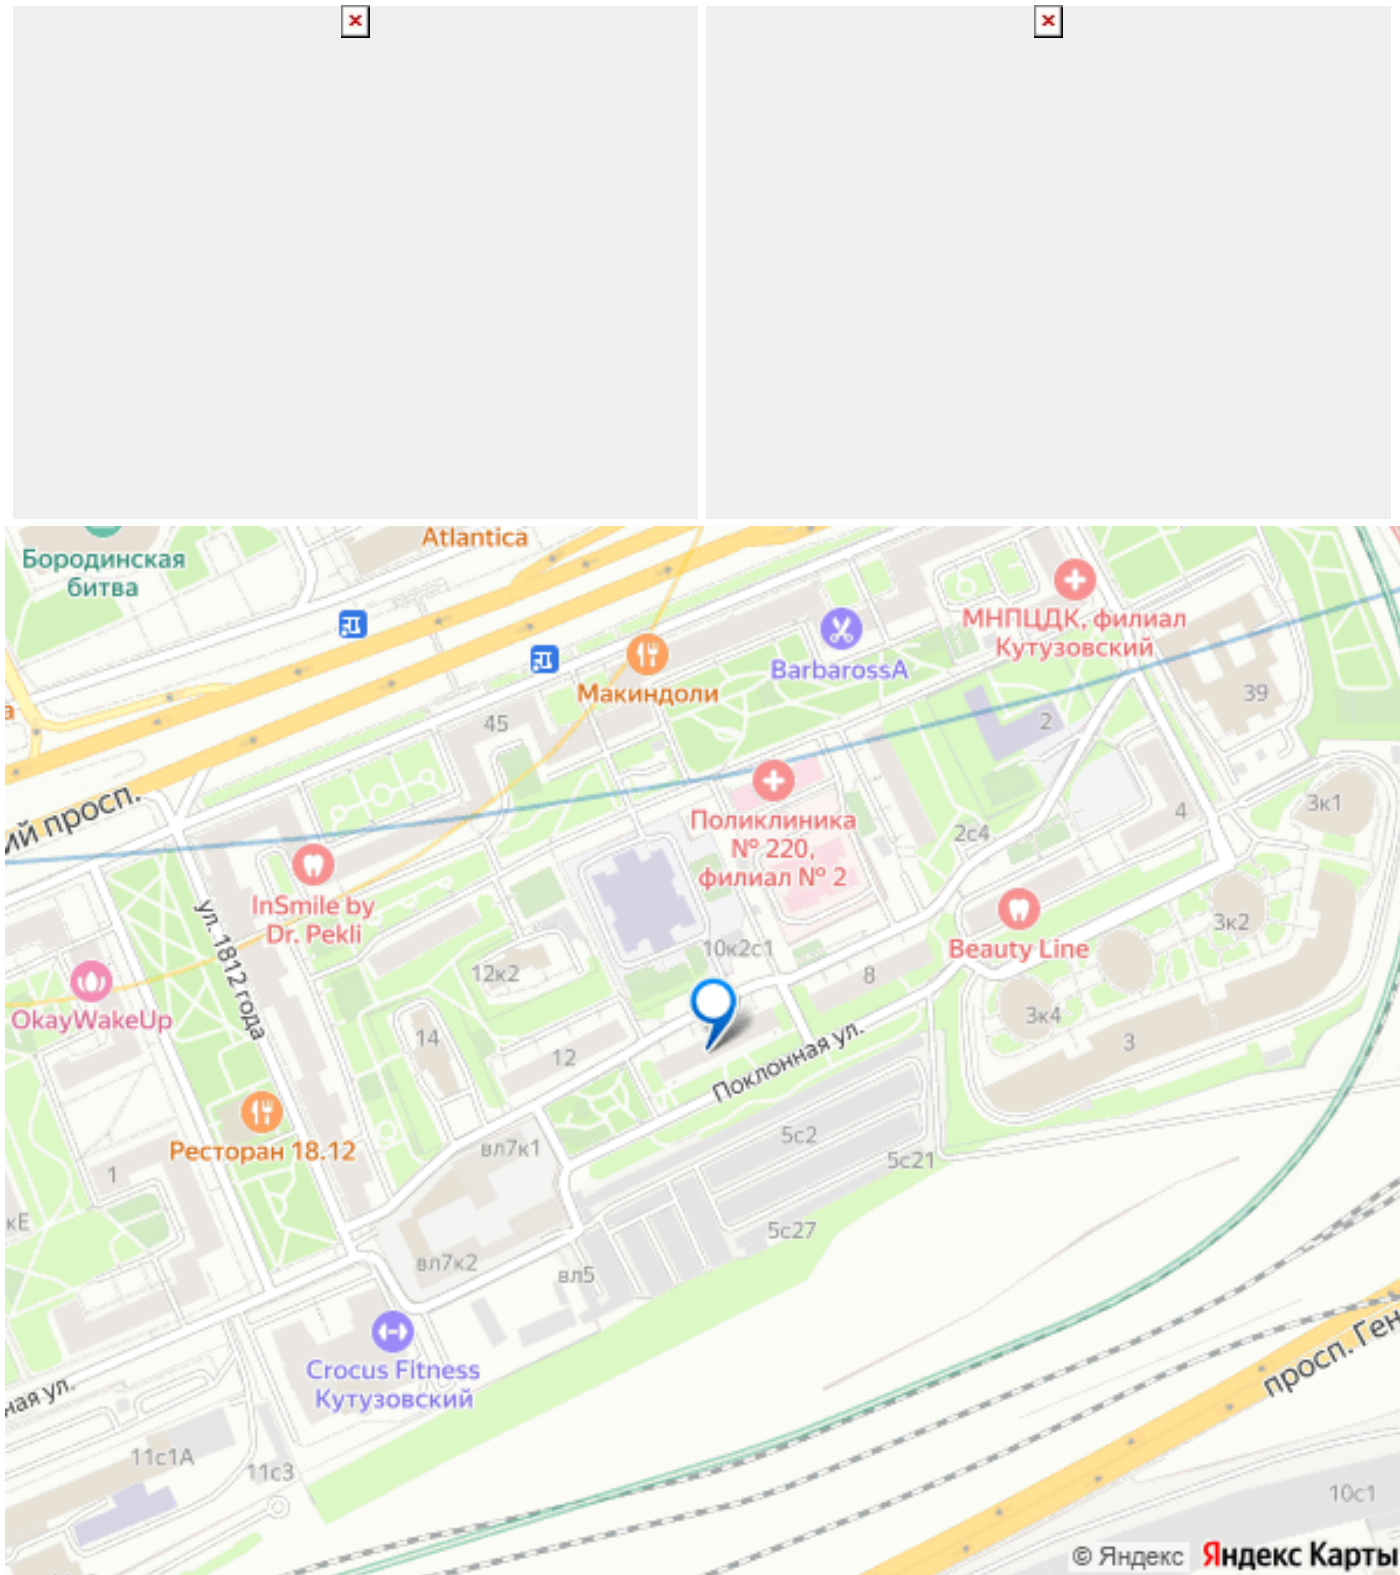 Atlantica
Бородинская
битва
МНПЦДК, филиал
Кутузовский
BarbarossA
Макиндоли
39
45
2
ий просп.
3к1
4
Поликлиника
№ 220,
филиал № 2
2с4
InSmile by
Dr. Pekli
ул. 1812 года
3к2
Beauty Line
10к2с1
12к2
8
OkayWakeUp
3к4
14
12
3
Поклонная ул.
Ресторан 18.12
вл7к1
5с2
5с21
1
кЕ
5с27
вл7к2
вл5
Crocus Fitness
Кутузовский
просп. Ген
ная ул.
11с1А
11с3
10с1
© Яндекс Яндекс Карты